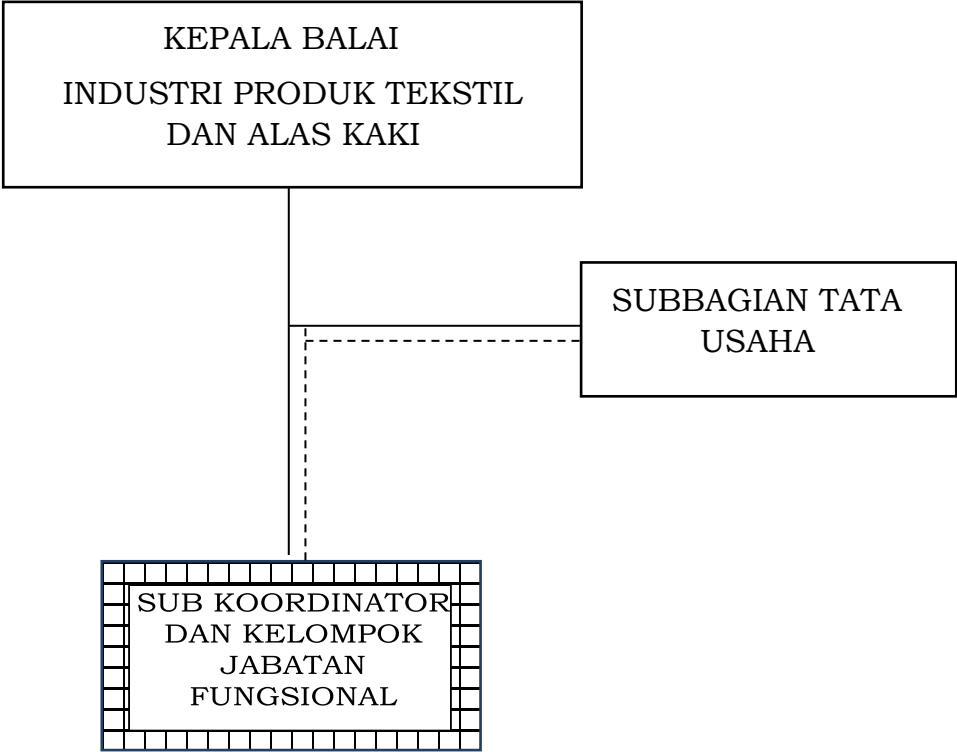 KEPALA BALAI
INDUSTRI PRODUK TEKSTIL
DAN ALAS KAKI
SUBBAGIAN TATA
USAHA
SUB KOORDINATOR
DAN KELOMPOK
JABATAN
FUNGSIONAL